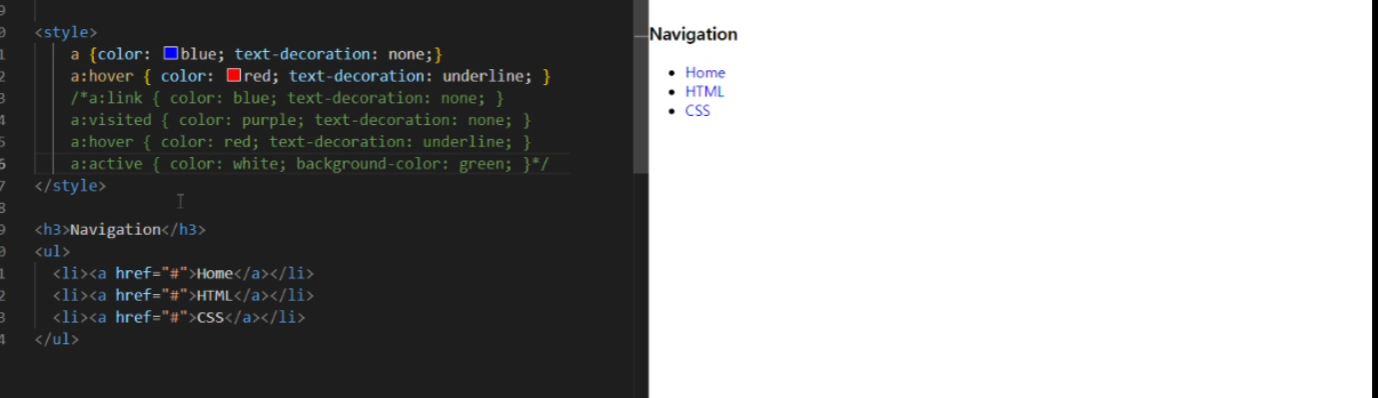 9
0 <style>
1 a {color: blue; text-decoration: none;}
2 a:hover { color: red; text-decoration: underline; }
3 /*a:link { color: blue; text-decoration: none; }
4 a:visited { color: purple; text-decoration: none; }
5 a:hover { color: red; text-decoration: underline; }
6 a:active { color: white; background-color: green; }*/
7 </style>
8
9 <h3>Navigation</h3>
0 <ul>
1 <li><a href="#">Home</a></li>
2 <li><a href="#">HTML</a></li>
3 <li><a href="#">CSS</a></li>
4 </ul>
Navigation
• Home
• HTML
• CSS